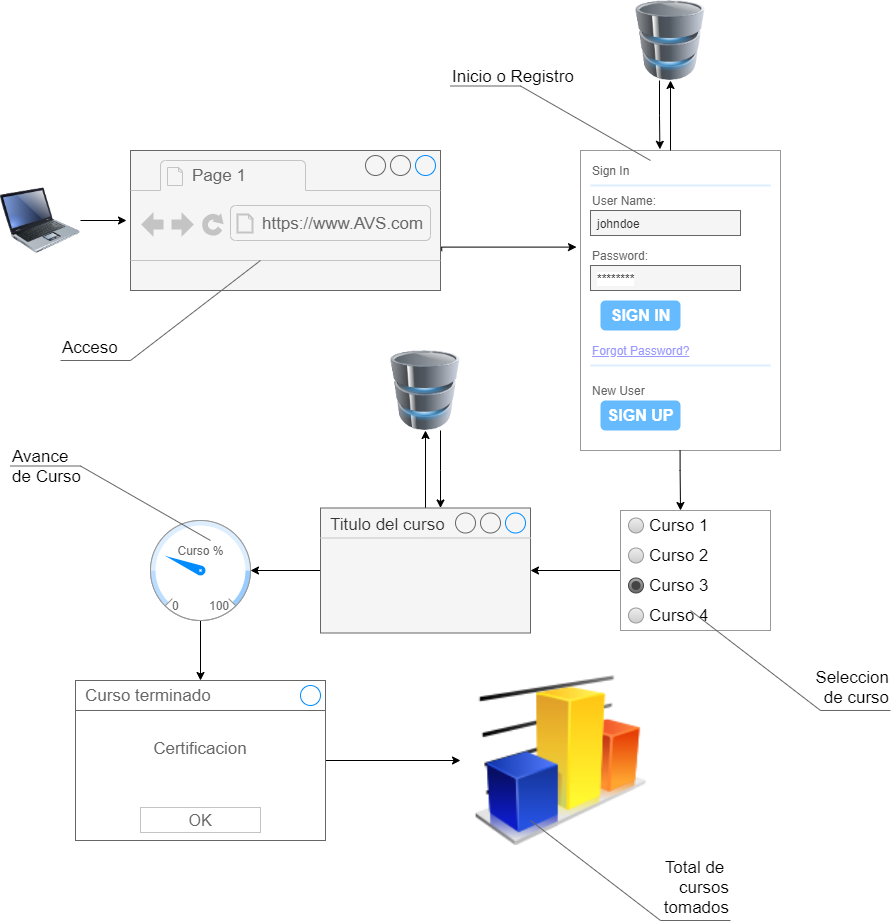 Inicio o Registro
Page 1
https://www.AVS.com
Acceso
Sign In
User Name:
johndoe
Password:
********
SIGN IN
Forgot Password?
New User
SIGN UP
Avance
de Curso
Curso %
0 100
Titulo del curso
Curso 1
Curso 2
Curso 3
Curso 4
Seleccion
de curso
Curso terminado
Certificacion
OK
Total de
cursos
tomados